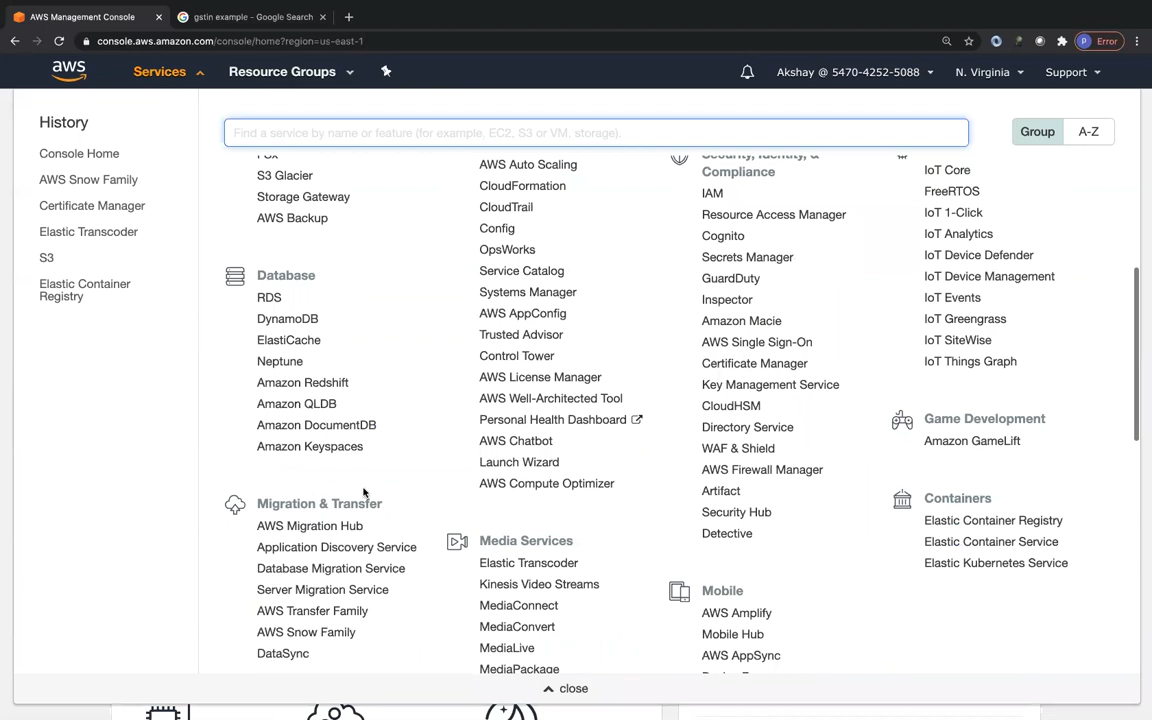 AWS Management Console
gstin example - Google Search
console.aws.amazon.com/console/home?region=us-east-1
P Error
aws
Services
Resource Groups
Akshay @ 5470-4252-5088
N. Virginia
Support
History
Console Home
AWS Snow Family
Certificate Manager
Elastic Transcoder
S3
Elastic Container
Registry
Find a service by name or feature (for example, EC2, S3 or VM, storage).
Group
A-Z
FSx
S3 Glacier
Storage Gateway
AWS Backup
Database
RDS
DynamoDB
ElastiCache
Neptune
Amazon Redshift
Amazon QLDB
Amazon DocumentDB
Amazon Keyspaces
Migration & Transfer
AWS Migration Hub
Application Discovery Service
Database Migration Service
Server Migration Service
AWS Transfer Family
AWS Snow Family
DataSync
AWS Auto Scaling
CloudFormation
CloudTrail
Config
OpsWorks
Service Catalog
Systems Manager
AWS AppConfig
Trusted Advisor
Control Tower
AWS License Manager
AWS Well-Architected Tool
Personal Health Dashboard
AWS Chatbot
Launch Wizard
AWS Compute Optimizer
Media Services
Elastic Transcoder
Kinesis Video Streams
MediaConnect
MediaConvert
MediaLive
MediaPackage
Security, Identity, &
Compliance
IAM
Resource Access Manager
Cognito
Secrets Manager
GuardDuty
Inspector
Amazon Macie
AWS Single Sign-On
Certificate Manager
Key Management Service
CloudHSM
Directory Service
WAF & Shield
AWS Firewall Manager
Artifact
Security Hub
Detective
Mobile
AWS Amplify
Mobile Hub
AWS AppSync
IoT Core
FreeRTOS
IoT 1-Click
IoT Analytics
IoT Device Defender
IoT Device Management
IoT Events
IoT Greengrass
IoT SiteWise
IoT Things Graph
Game Development
Amazon GameLift
Containers
Elastic Container Registry
Elastic Container Service
Elastic Kubernetes Service
close